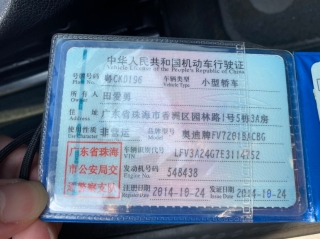 中华人民共和国机动车行驶证
Vehicle License of the People's Republic of China
号牌号码 粤CK0196 车辆类型 小型轿车
Plate No. Vehicle Type
所有人
Owner
住址 广东省珠海市香洲区园林路1号5栋3A房
Address
使用性质 非营运 品牌型号 奥迪牌FV7201BACBG
Use Character Model
广东省珠海
市公安局交
通警察支队
车辆识别代号 LFV3A24G7E3114252
VIN
发动机号码 548438
Engine No.
注册日期 2014-10-24 发证日期 2014-10-24
Register Date Issue Date